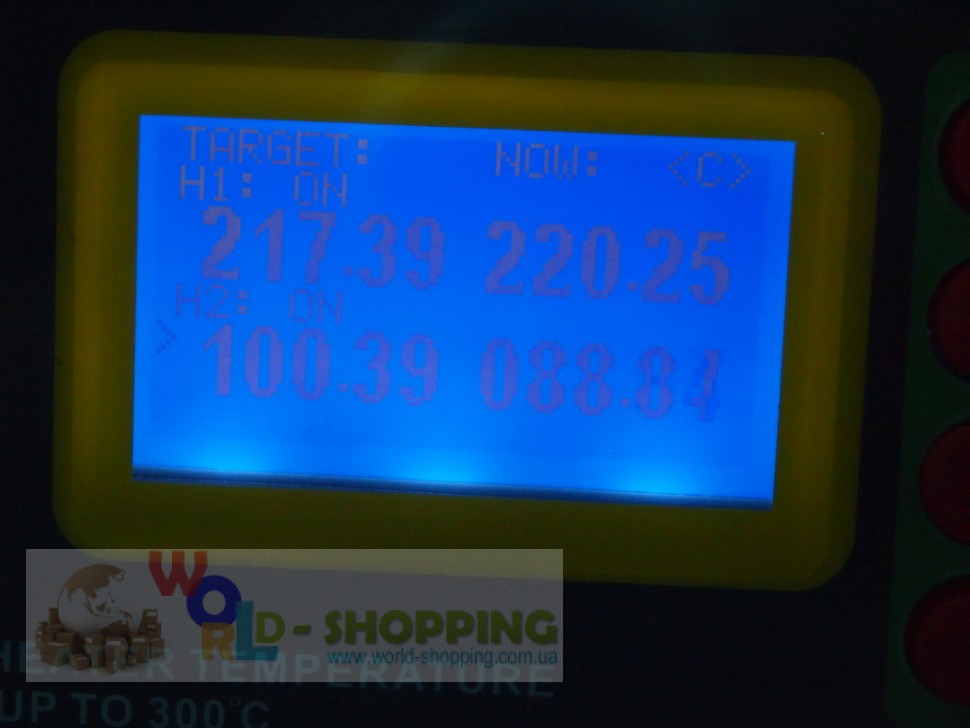 TARGET: NOW: <C>
H1: ON
217.39 220.25
H2: ON
> 100.39 088.84
WORLD - SHOPPING
www.world-shopping.com.ua
HEATER TEMPERATURE
UP TO 300°C